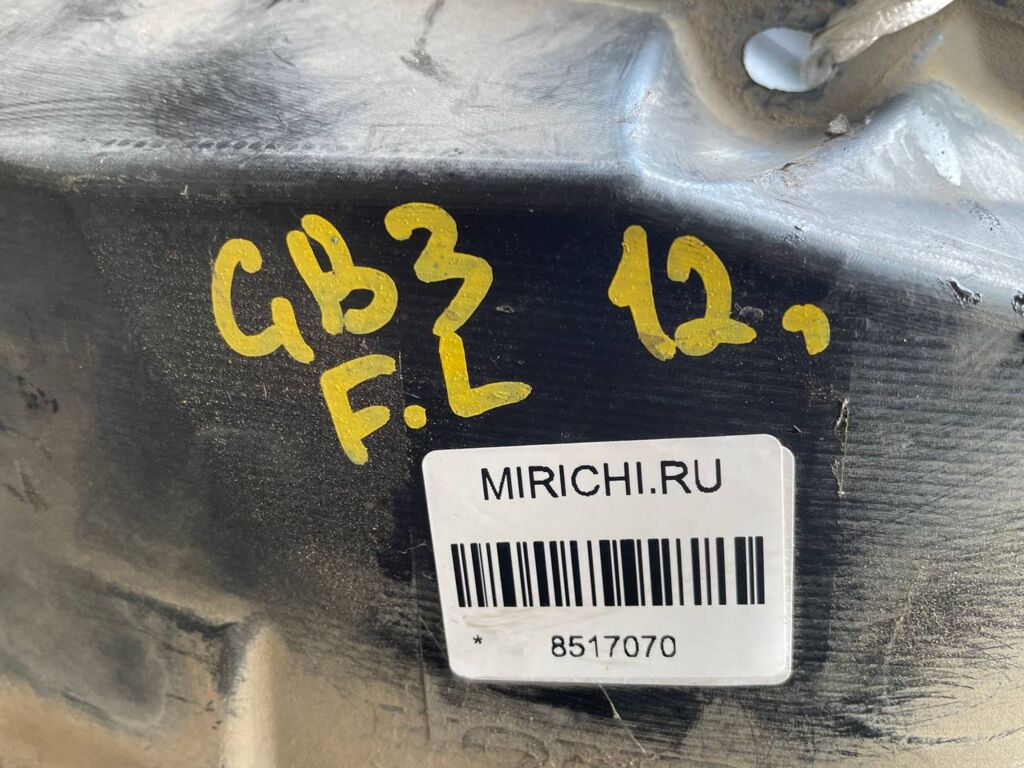 GB3 12,
F.L
MIRICHI.RU
* 8517070